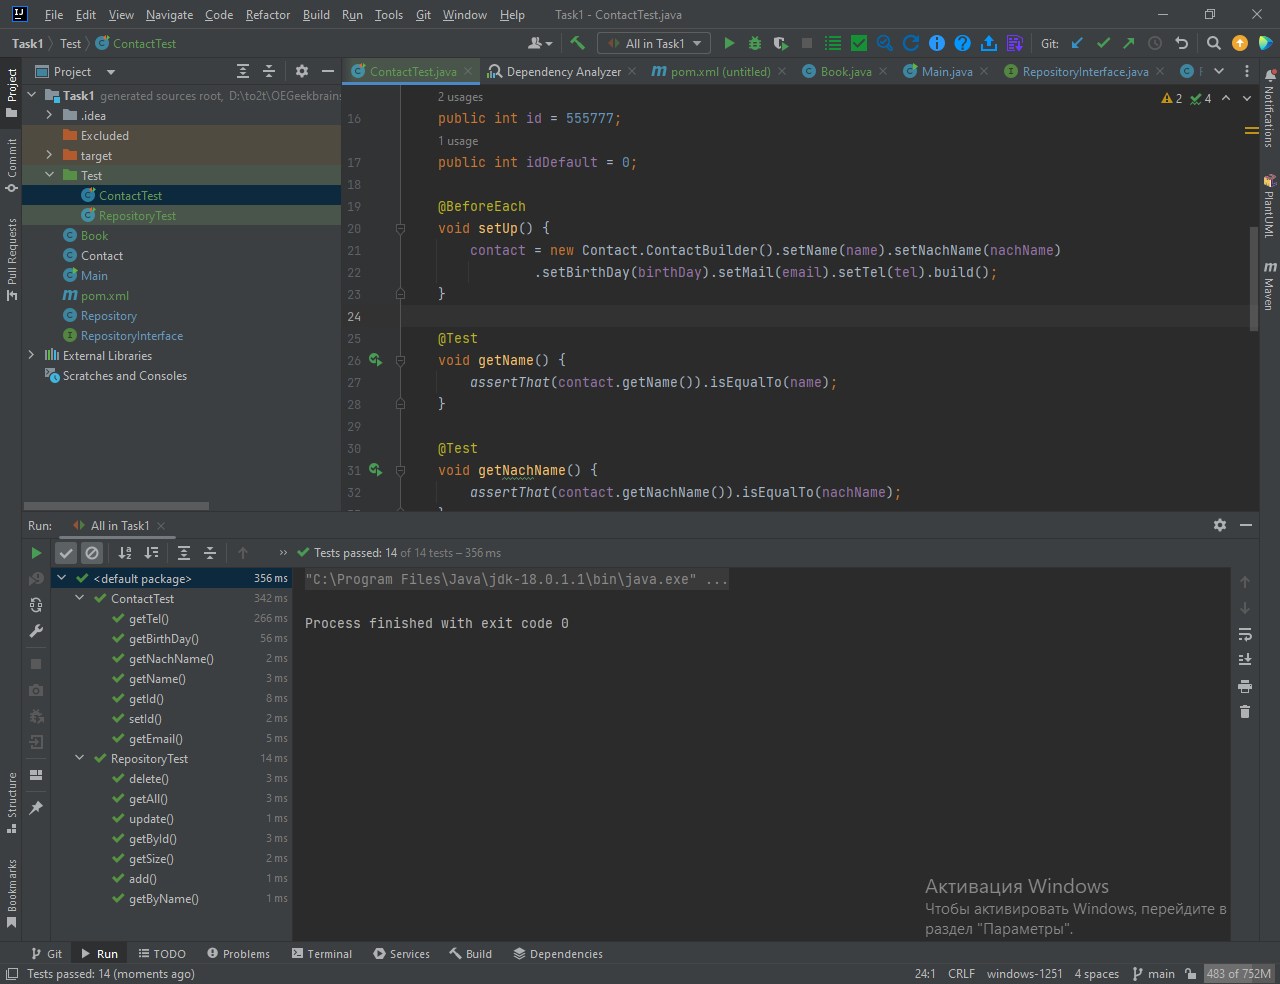 File Edit View Navigate Code Refactor Build Run Tools Git Window Help Task1 - ContactTest.java
Task1 Test ContactTest All in Task1 Git:
Project
ContactTest.java Dependency Analyzer pom.xml (untitled) Book.java Main.java RepositoryInterface.java
Project
Commit
Pull Requests
Structure
Bookmarks
Task1 generated sources root, D:\to2t\OEGeekbrains
.idea
Excluded
target
Test
ContactTest
RepositoryTest
Book
Contact
Main
pom.xml
Repository
RepositoryInterface
External Libraries
Scratches and Consoles
2 4
2 usages
16 public int id = 555777;
1 usage
17 public int idDefault = 0;
18
19 @BeforeEach
20 void setUp() {
21 contact = new Contact.ContactBuilder().setName(name).setNachName(nachName)
22 .setBirthDay(birthDay).setMail(email).setTel(tel).build();
23 }
24
25 @Test
26 void getName() {
27 assertThat(contact.getName()).isEqualTo(name);
28 }
29
30 @Test
31 void getNachName() {
32 assertThat(contact.getNachName()).isEqualTo(nachName);
Notifications
PlantUML
Maven
Run: All in Task1
Tests passed: 14 of 14 tests – 356 ms
<default package> 356 ms
ContactTest 342 ms
getTel() 266 ms
getBirthDay() 56 ms
getNachName() 2 ms
getName() 3 ms
getId() 8 ms
setId() 2 ms
getEmail() 5 ms
RepositoryTest 14 ms
delete() 3 ms
getAll() 3 ms
update() 1 ms
getById() 3 ms
getSize() 2 ms
add() 1 ms
getByName() 1 ms
"C:\Program Files\Java\jdk-18.0.1.1\bin\java.exe" ...
Process finished with exit code 0
Активация Windows
Чтобы активировать Windows, перейдите в
раздел "Параметры".
Git Run TODO Problems Terminal Services Build Dependencies
Tests passed: 14 (moments ago) 24:1 CRLF windows-1251 4 spaces main 483 of 752M